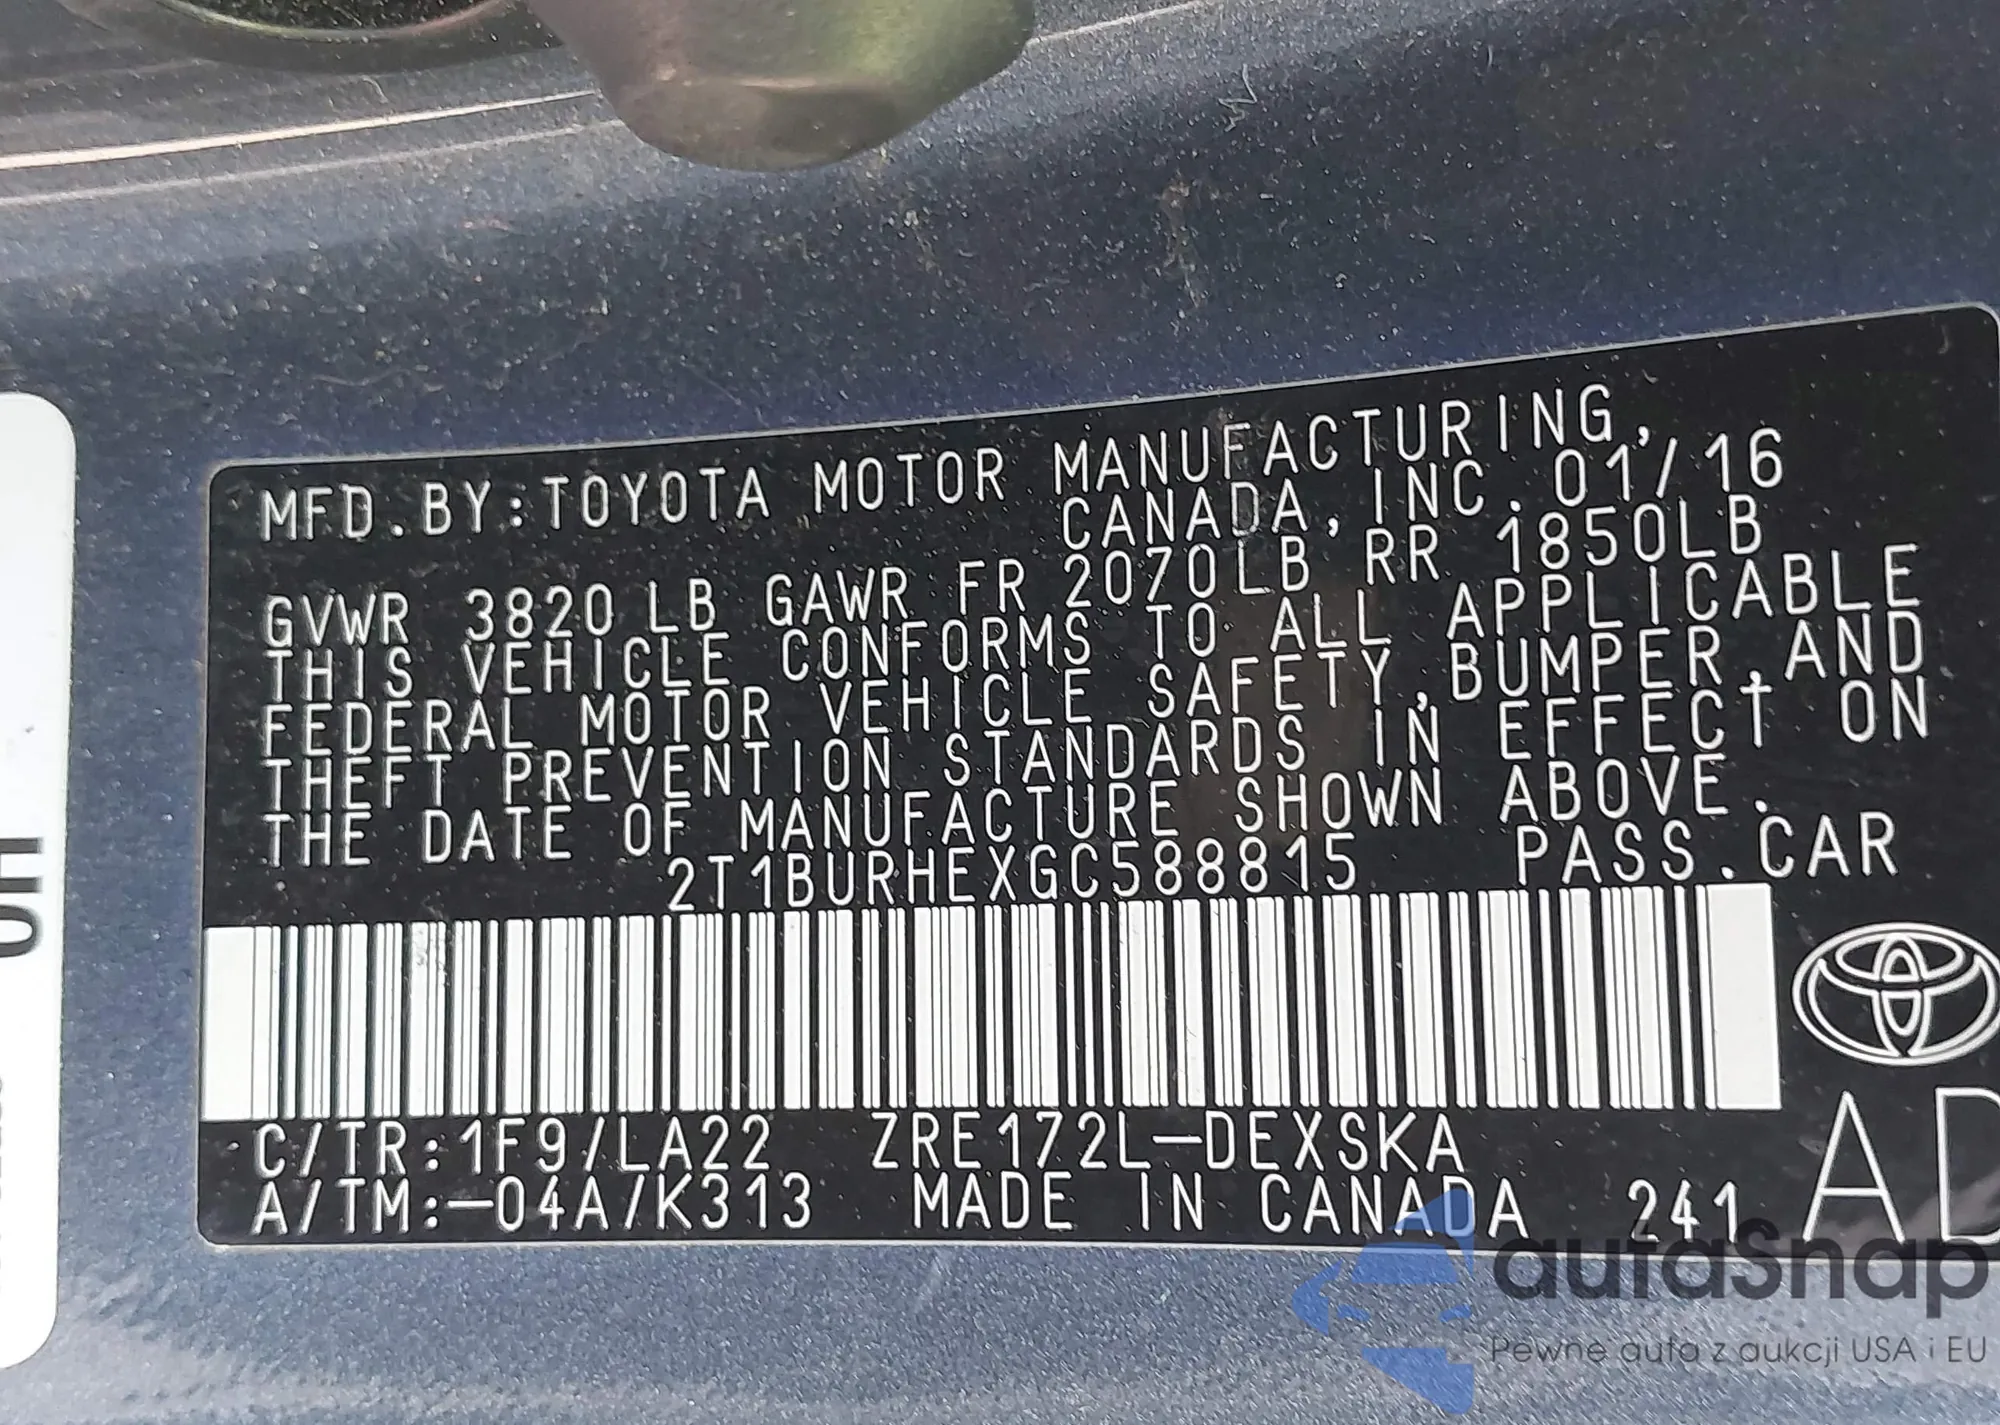 MFD.BY:TOYOTA MOTOR MANUFACTURING,
CANADA,INC.01/16
GVWR 3820LB GAWR FR 2070LB RR 1850LB
THIS VEHICLE CONFORMS TO ALL APPLICABLE
FEDERAL MOTOR VEHICLE SAFETY,BUMPER,AND
THEFT PREVENTION STANDARDS IN EFFECT ON
THE DATE OF MANUFACTURE SHOWN ABOVE.
2T1BURHEXGC588815 PASS.CAR
C/TR:1F9/LA22 ZRE172L-DEXSKA
A/TM:-04A/K313 MADE IN CANADA 241
AD
autaSnap
Pewne auta z aukcji USA i EU